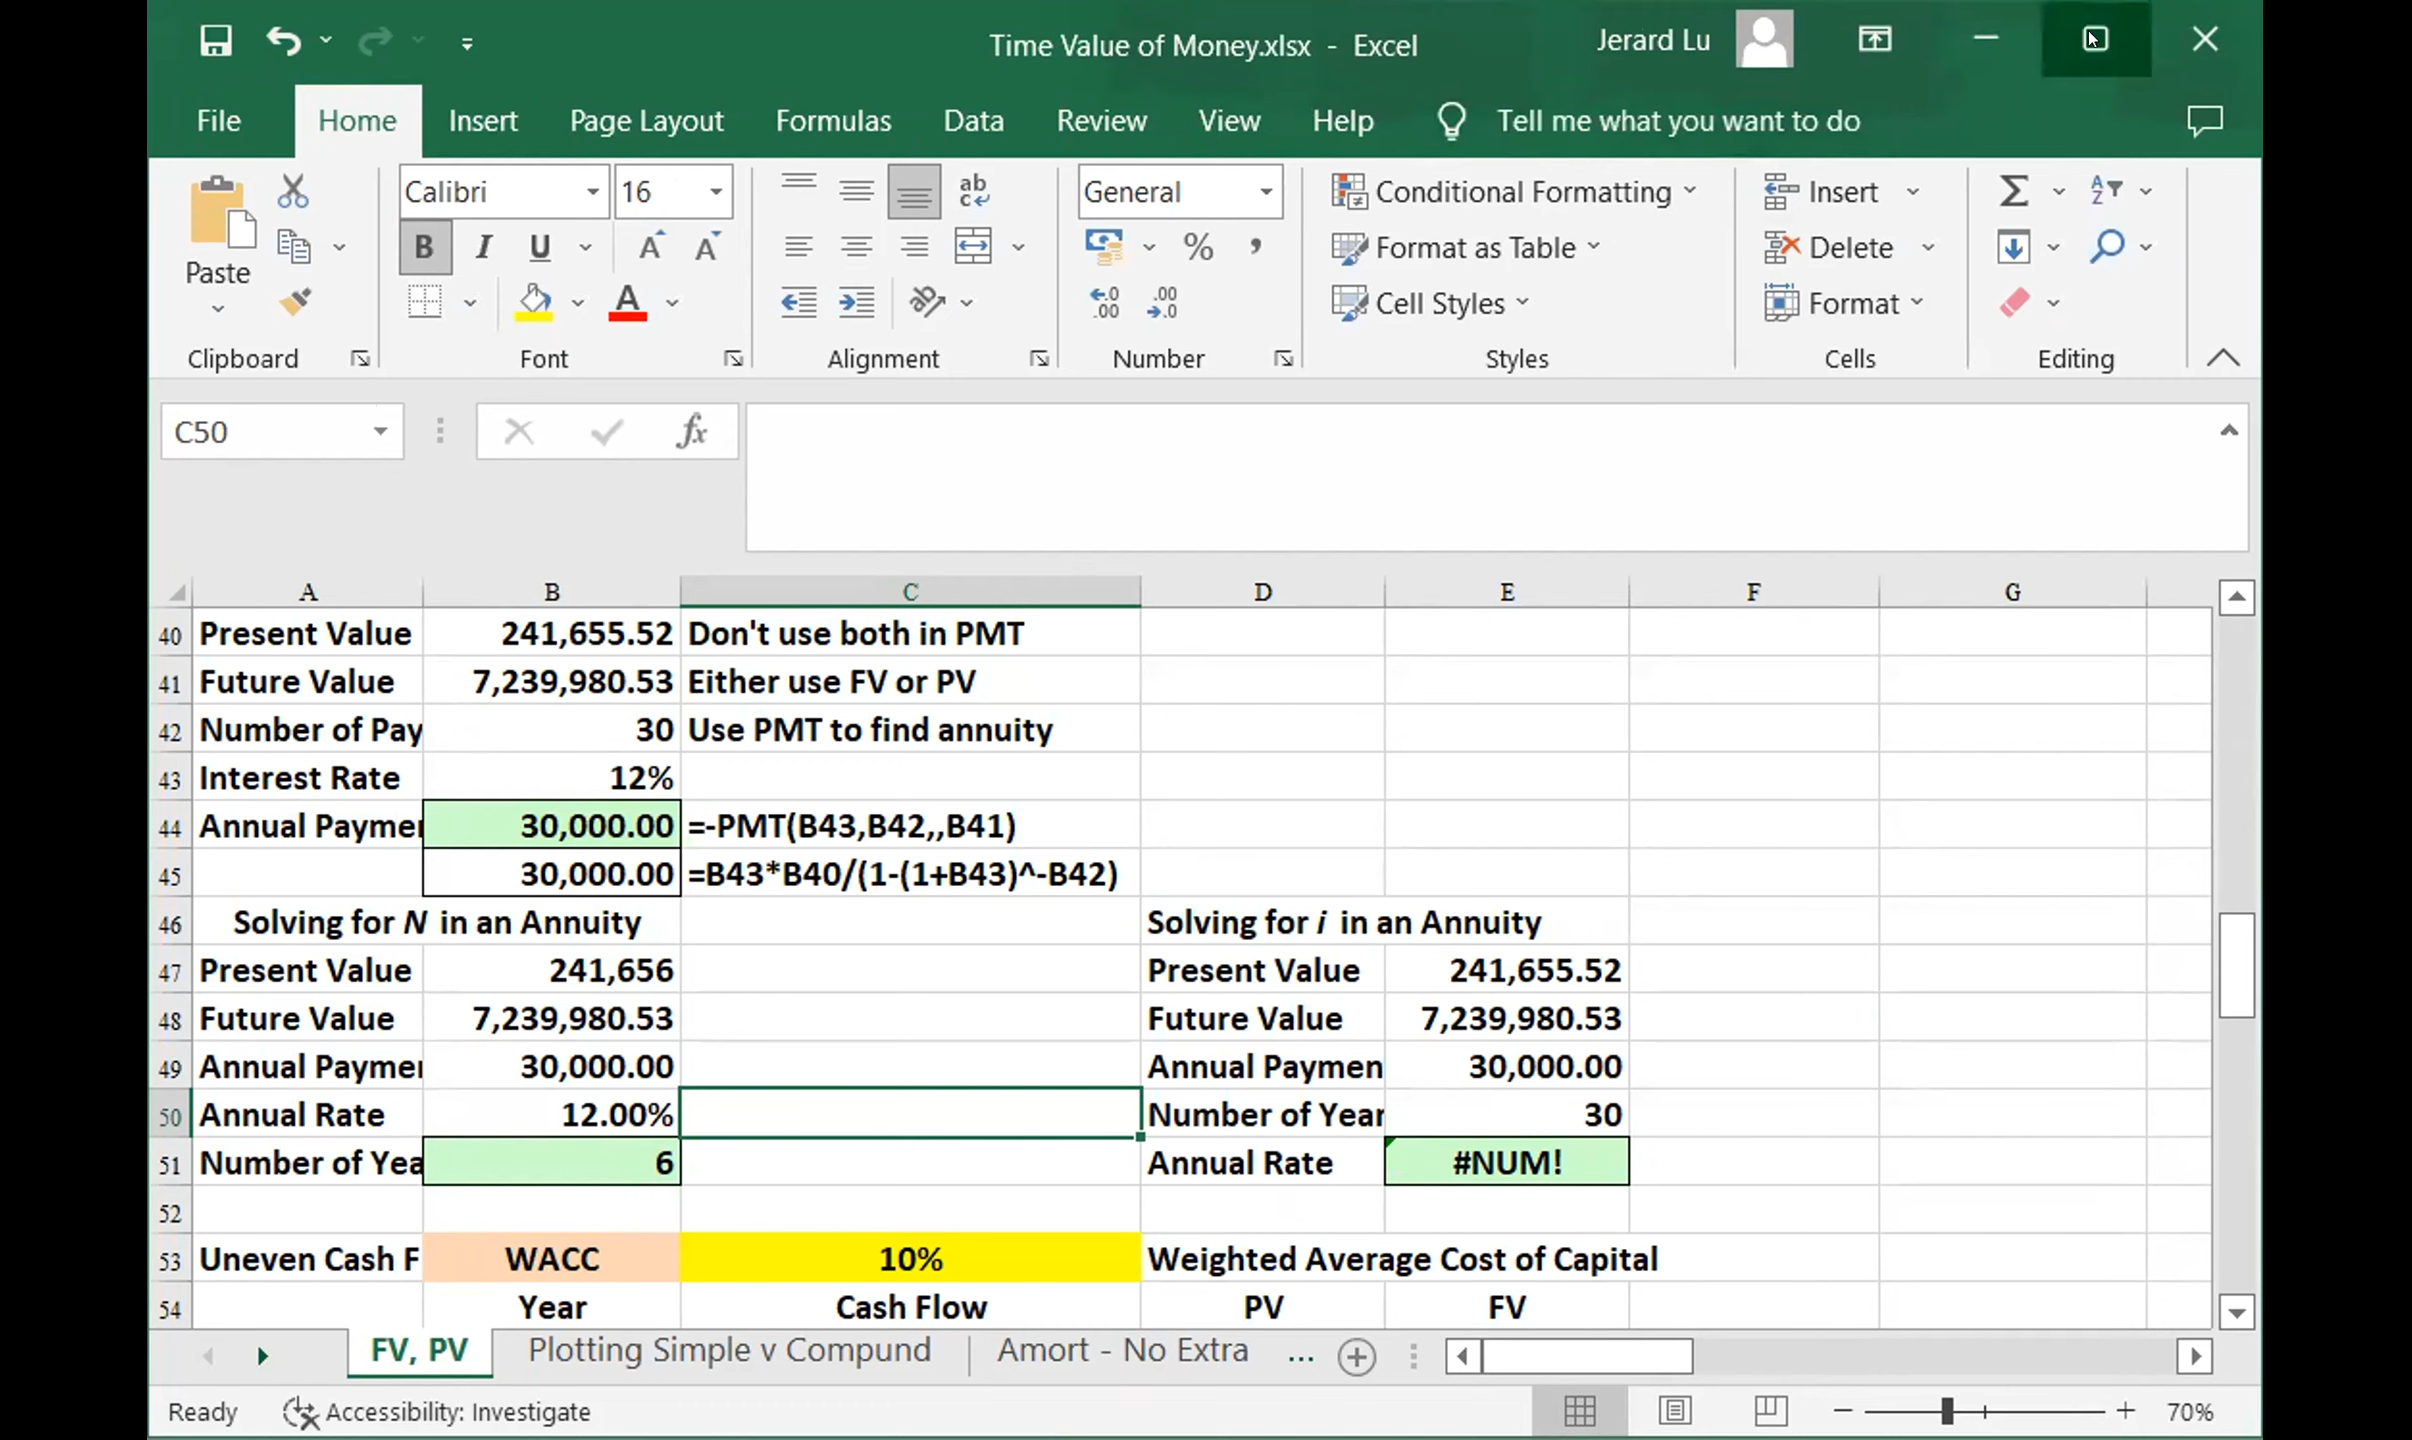 Time Value of Money.xlsx - Excel
Jerard Lu
File Home Insert Page Layout Formulas Data Review View Help Tell me what you want to do
Calibri 16 General Conditional Formatting Insert
Paste B I U Format as Table Delete
Cell Styles Format
Clipboard Font Alignment Number Styles Cells Editing
C50 fx
A B C D E F G
40 Present Value 241,655.52 Don't use both in PMT
41 Future Value 7,239,980.53 Either use FV or PV
42 Number of Pay 30 Use PMT to find annuity
43 Interest Rate 12%
44 Annual Paymer 30,000.00 =-PMT(B43,B42,,B41)
45 30,000.00 =B43*B40/(1-(1+B43)^-B42)
46 Solving for N in an Annuity Solving for i in an Annuity
47 Present Value 241,656 Present Value 241,655.52
48 Future Value 7,239,980.53 Future Value 7,239,980.53
49 Annual Paymer 30,000.00 Annual Paymen 30,000.00
50 Annual Rate 12.00% Number of Year 30
51 Number of Yea 6 Annual Rate #NUM!
52
53 Uneven Cash F WACC 10% Weighted Average Cost of Capital
54 Year Cash Flow PV FV
FV, PV Plotting Simple v Compund Amort - No Extra ...
Ready Accessibility: Investigate 70%